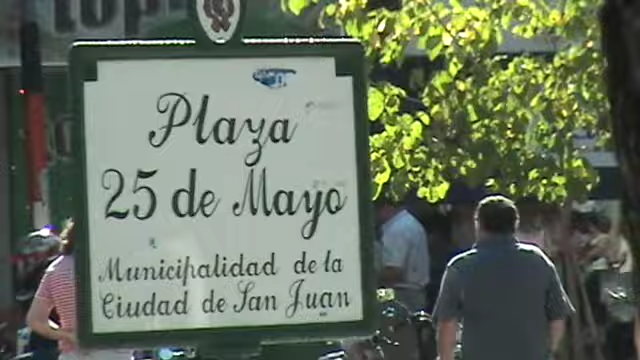 Plaza
25 de Mayo
Municipalidad de la
Ciudad de San Juan